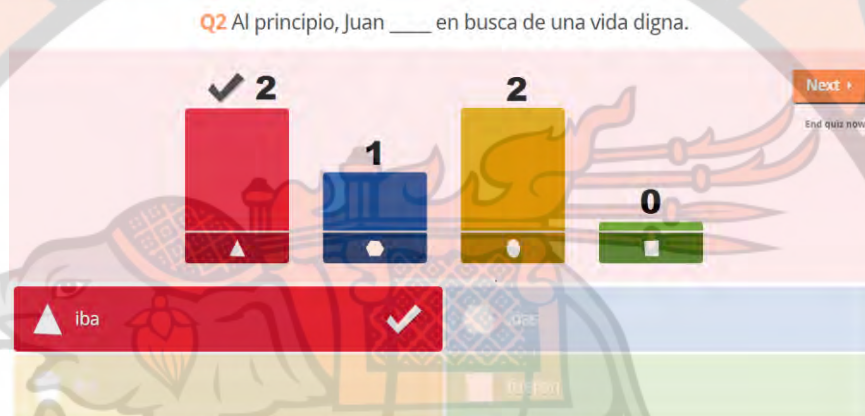 Q2 Al principio, Juan ____ en busca de una vida digna.
2
2
1
0
Next
End quiz now
iba